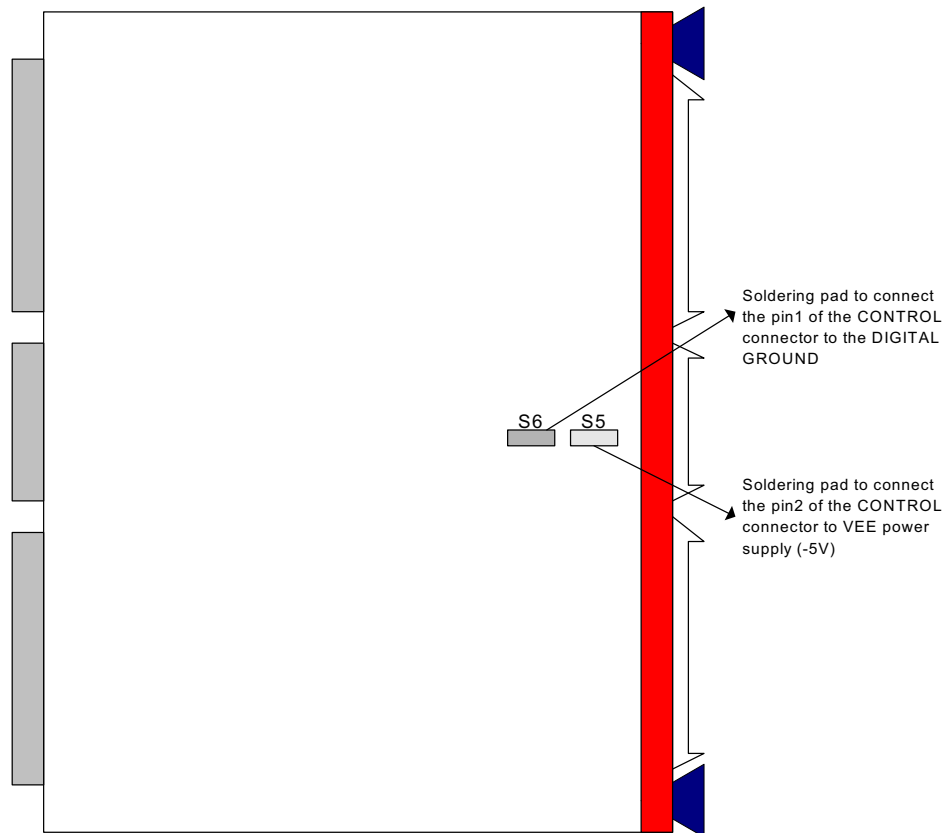 Soldering pad to connect
the pin1 of the CONTROL
connector to the DIGITAL
GROUND
S6 S5
Soldering pad to connect
the pin2 of the CONTROL
connector to VEE power
supply (-5V)